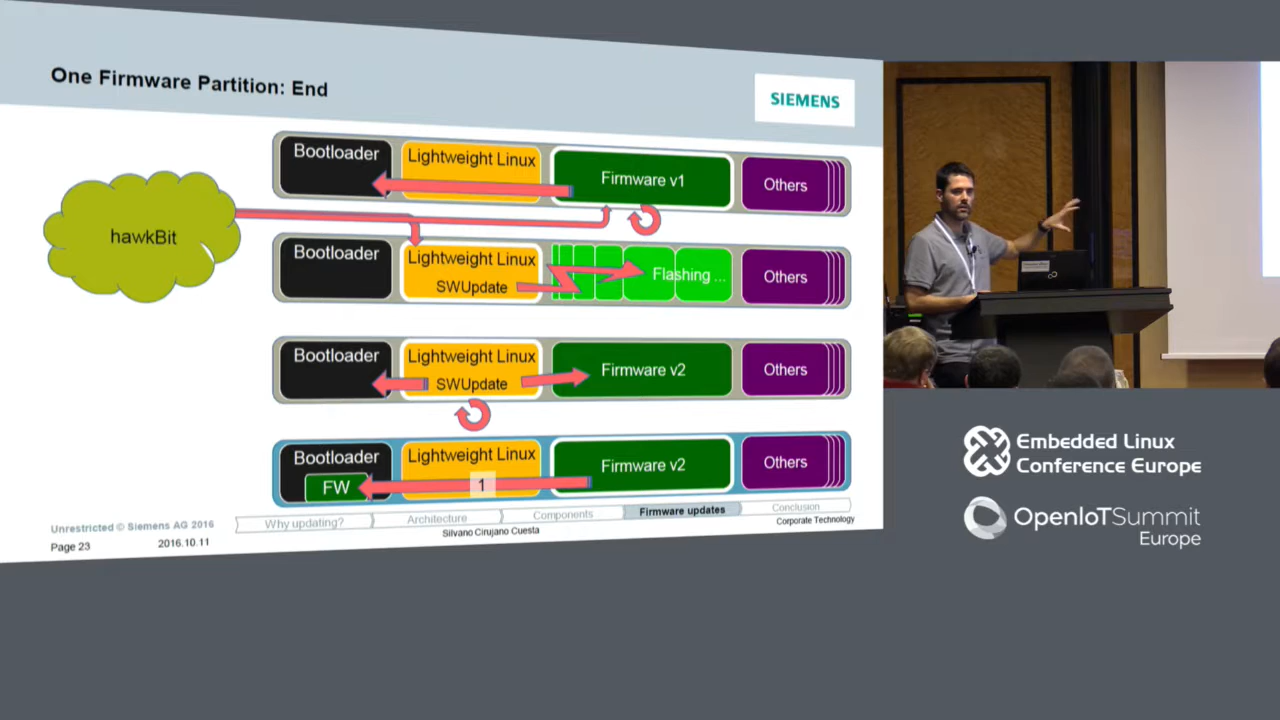 One Firmware Partition: End
SIEMENS
Bootloader
Lightweight Linux
Firmware v1
Others
hawkBit
Bootloader
Lightweight Linux
SWUpdate
Flashing ...
Others
Bootloader
Lightweight Linux
SWUpdate
Firmware v2
Others
Bootloader
FW
Lightweight Linux
1
Firmware v2
Others
Why updating?
Architecture
Components
Firmware updates
Conclusion
Unrestricted © Siemens AG 2016
Page 23
2016.10.11
Silvano Cirujano Cuesta
Corporate Technology
Embedded Linux
Conference Europe
OpenIoTSummit
Europe